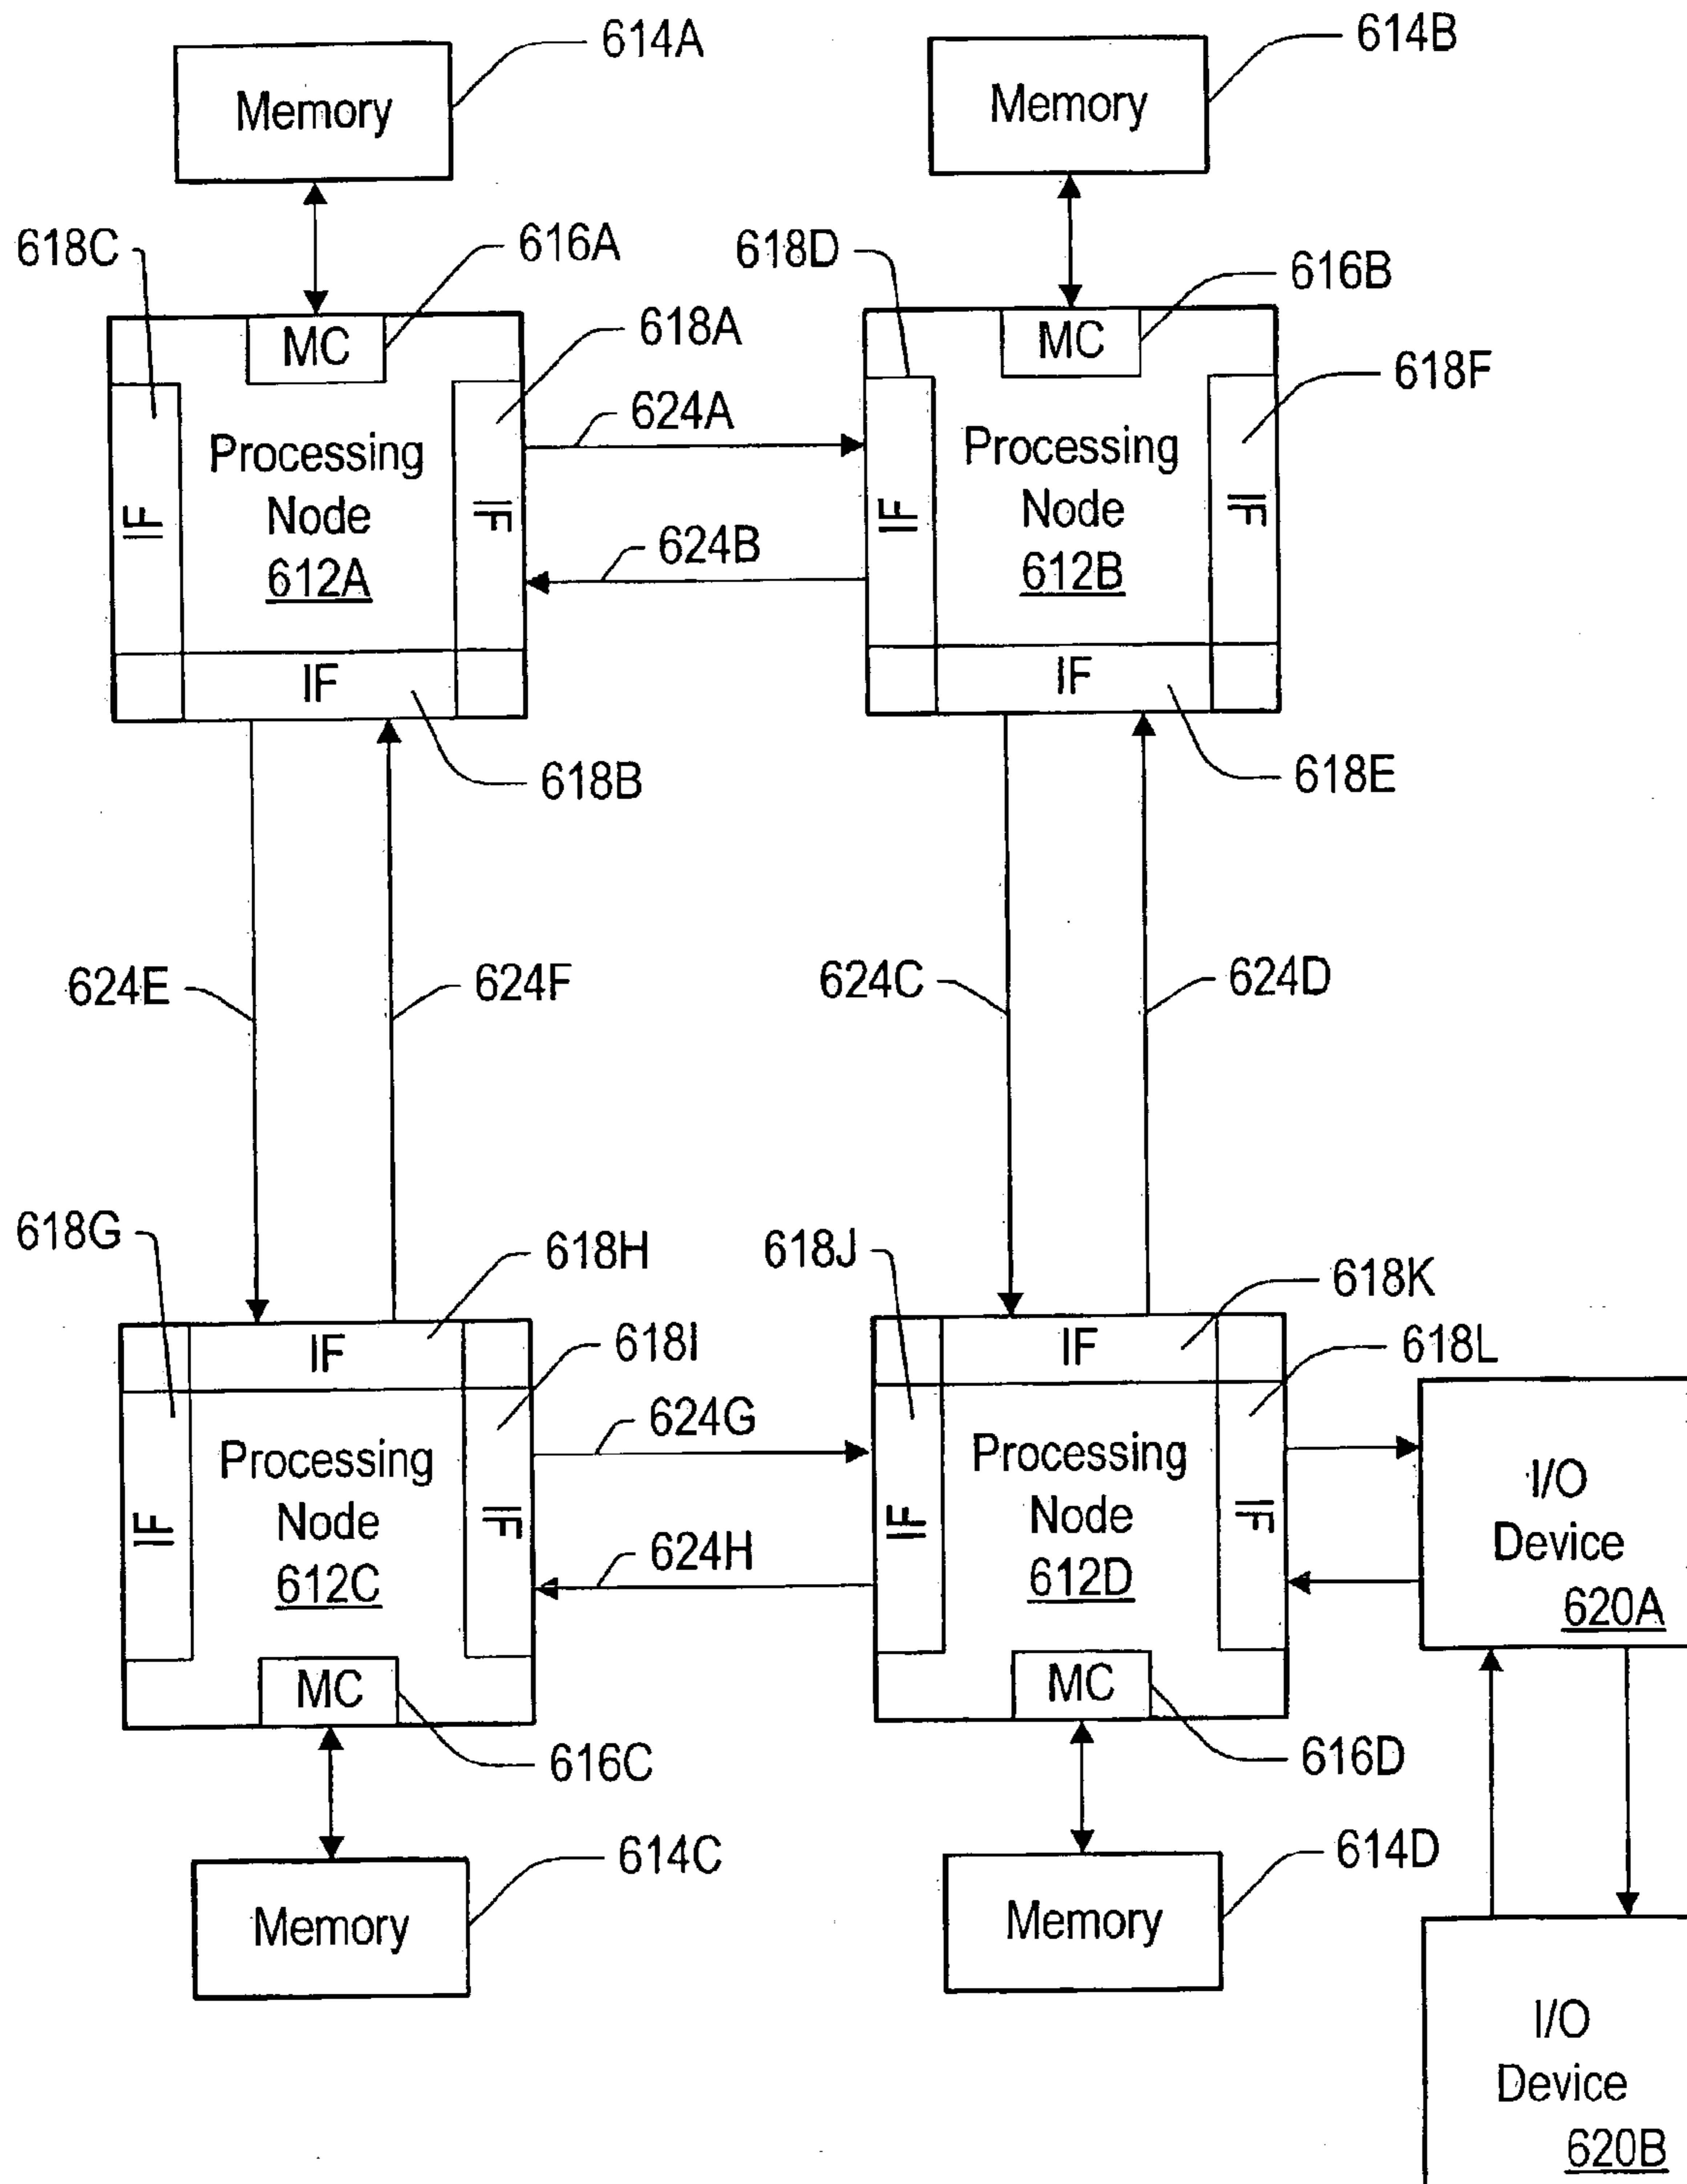 614A
614B
Memory
Memory
618C
616A
618D
616B
MC
618A
MC
618F
624A
Processing
Node
612A
Processing
Node
612B
IF
IF
IF
IF
624B
IF
IF
618B
618E
624E
624F
624C
624D
618G
618H
618J
618K
IF
618I
IF
618L
624G
Processing
Node
612C
Processing
Node
612D
I/O
Device
620A
IF
IF
IF
IF
624H
MC
MC
616C
616D
614C
614D
Memory
Memory
I/O
Device
620B